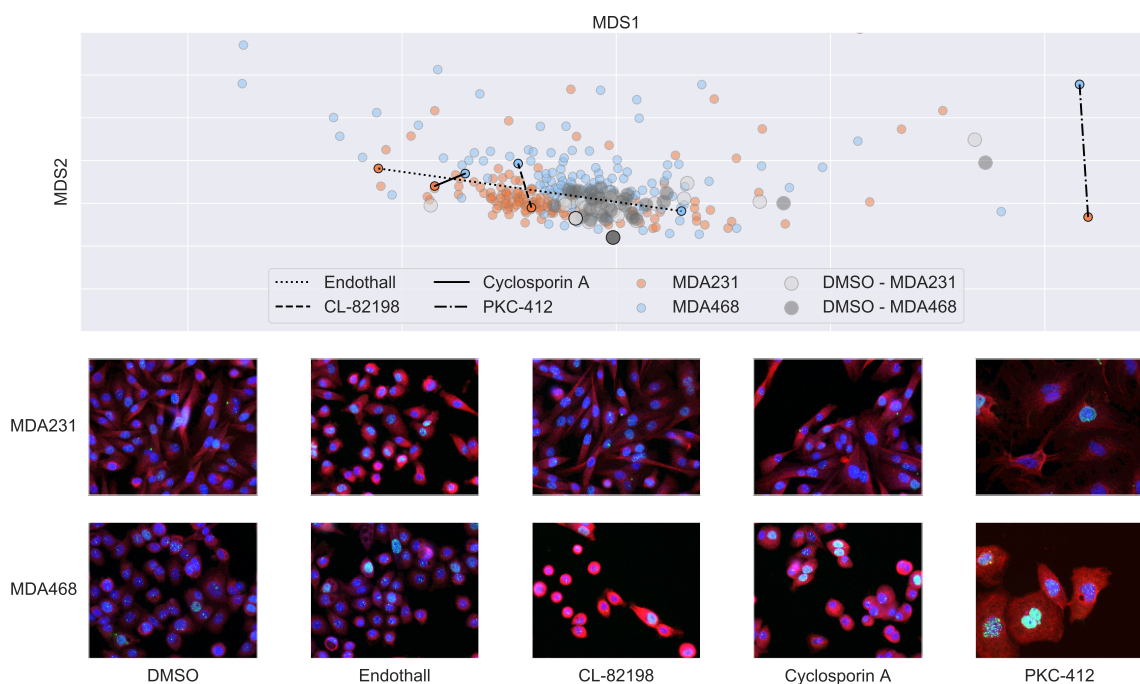 MDS1
MDS2
Endothall
Cyclosporin A
MDA231
DMSO - MDA231
CL-82198
PKC-412
MDA468
DMSO - MDA468
MDA231
MDA468
DMSO
Endothall
CL-82198
Cyclosporin A
PKC-412